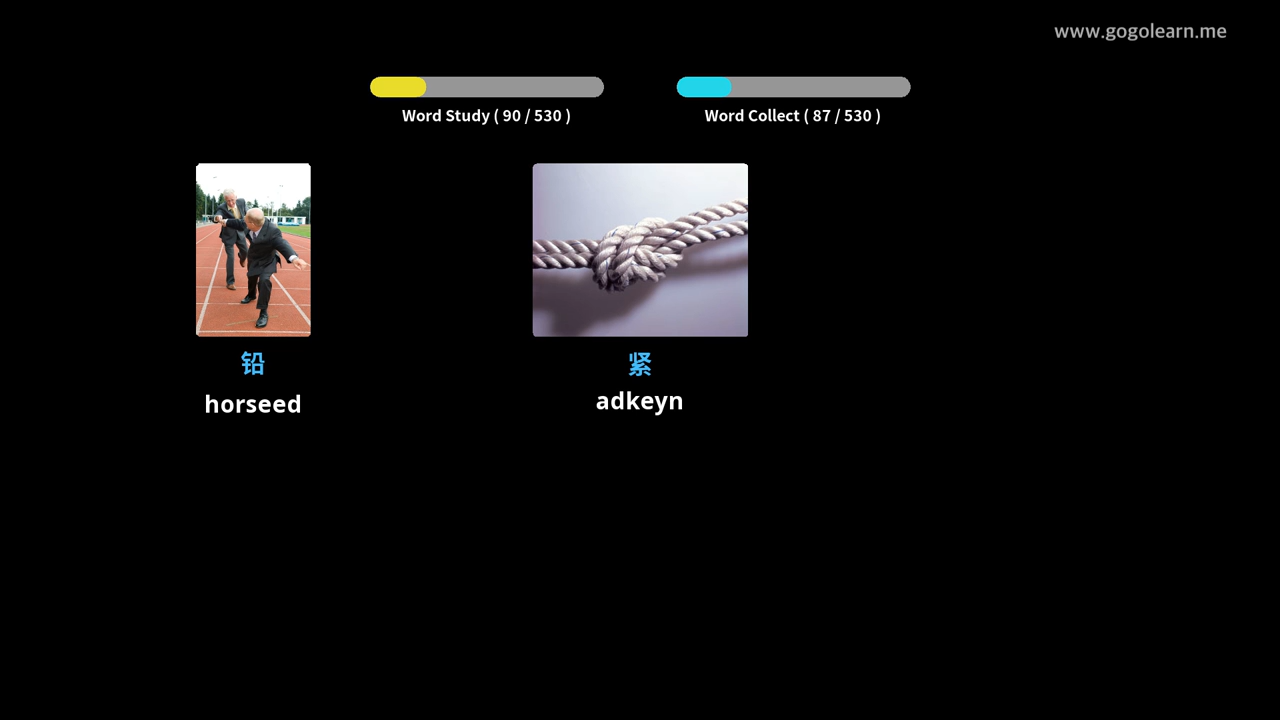 www.gogolearn.me
Word Study ( 90 / 530 )
Word Collect ( 87 / 530 )
铅
horseed
紧
adkeyn